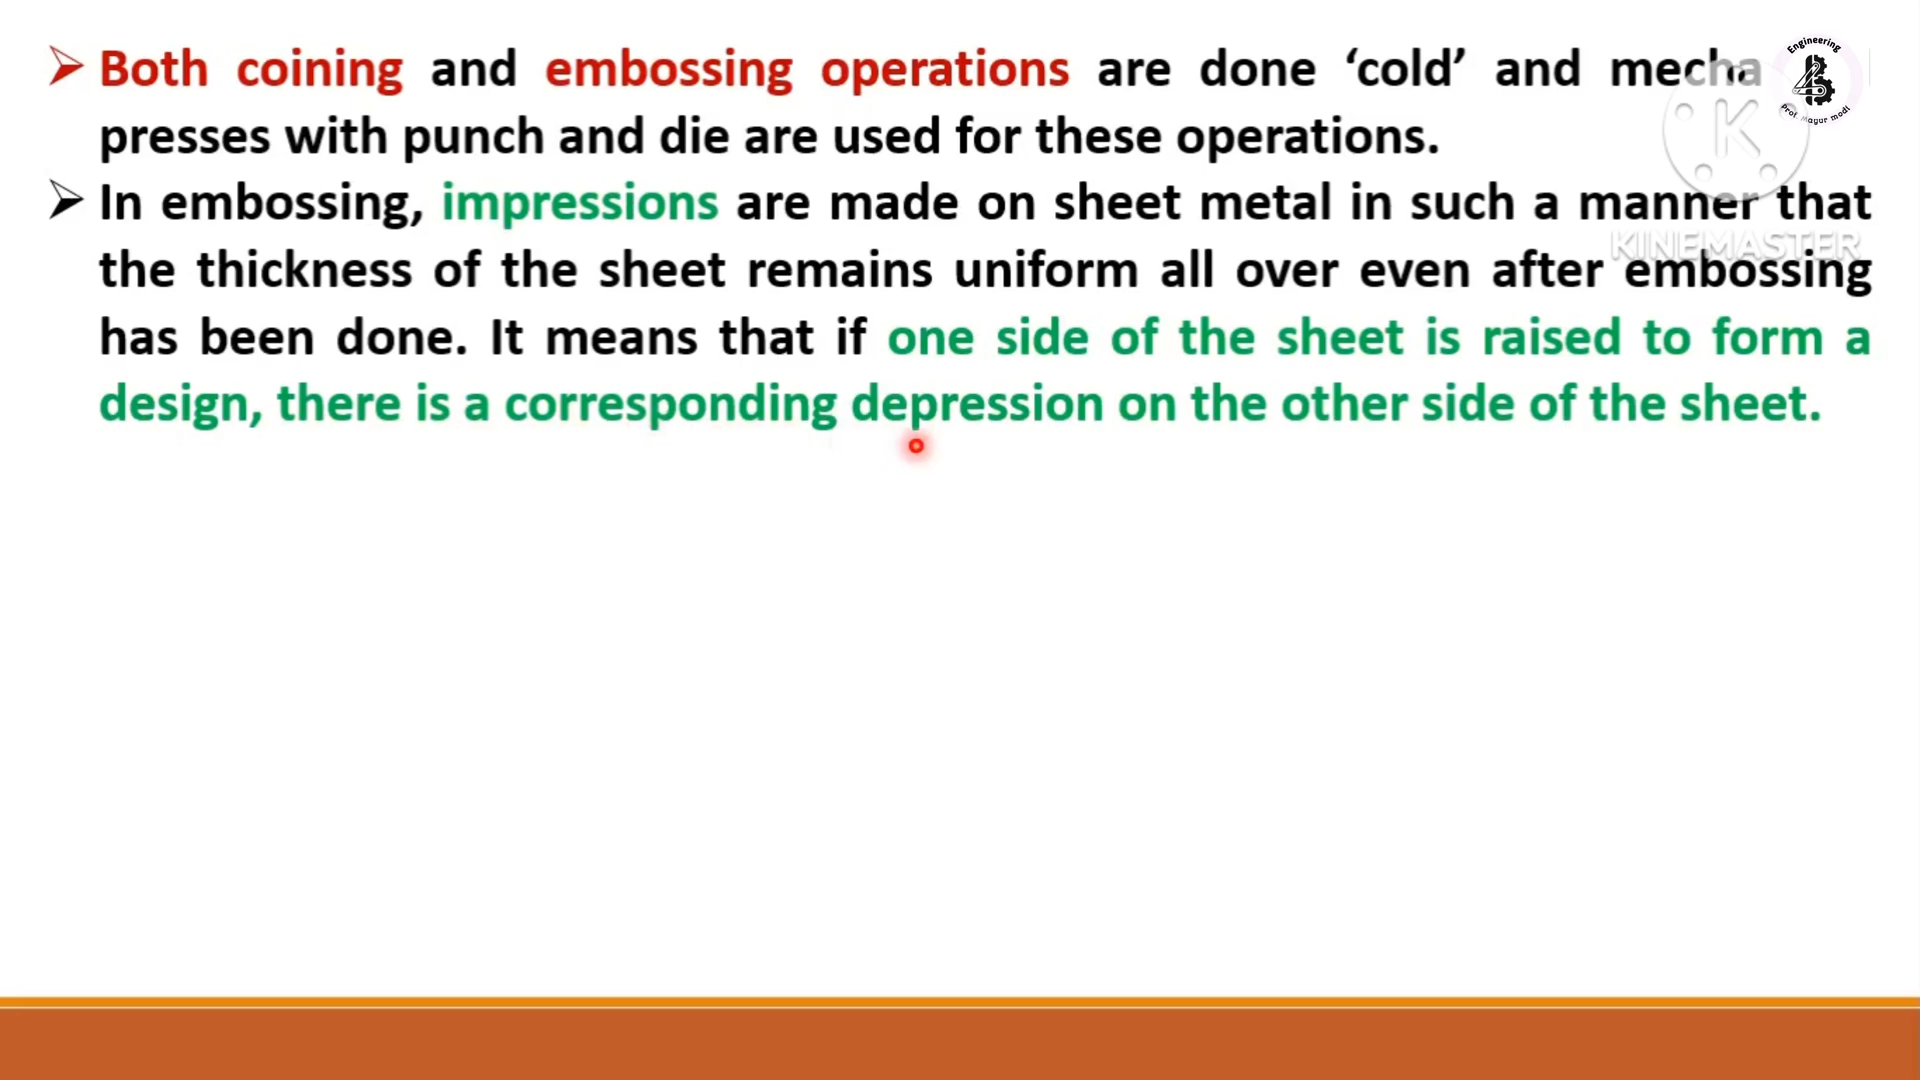 ➢ Both coining and embossing operations are done ‘cold’ and mecha
presses with punch and die are used for these operations.
➢ In embossing, impressions are made on sheet metal in such a manner that
the thickness of the sheet remains uniform all over even after embossing
has been done. It means that if one side of the sheet is raised to form a
design, there is a corresponding depression on the other side of the sheet.
Engineering
Prof. Mayur modi
K
KINEMASTER